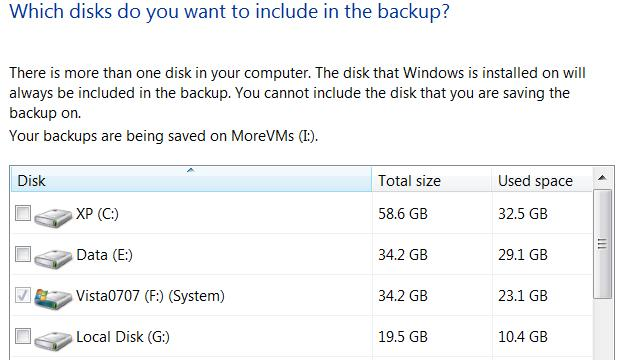 Which disks do you want to include in the backup?
There is more than one disk in your computer. The disk that Windows is installed on will
always be included in the backup. You cannot include the disk that you are saving the
backup on.
Your backups are being saved on MoreVMs (I:).
Disk Total size Used space
XP (C:) 58.6 GB 32.5 GB
Data (E:) 34.2 GB 29.1 GB
Vista0707 (F:) (System) 34.2 GB 23.1 GB
Local Disk (G:) 19.5 GB 10.4 GB